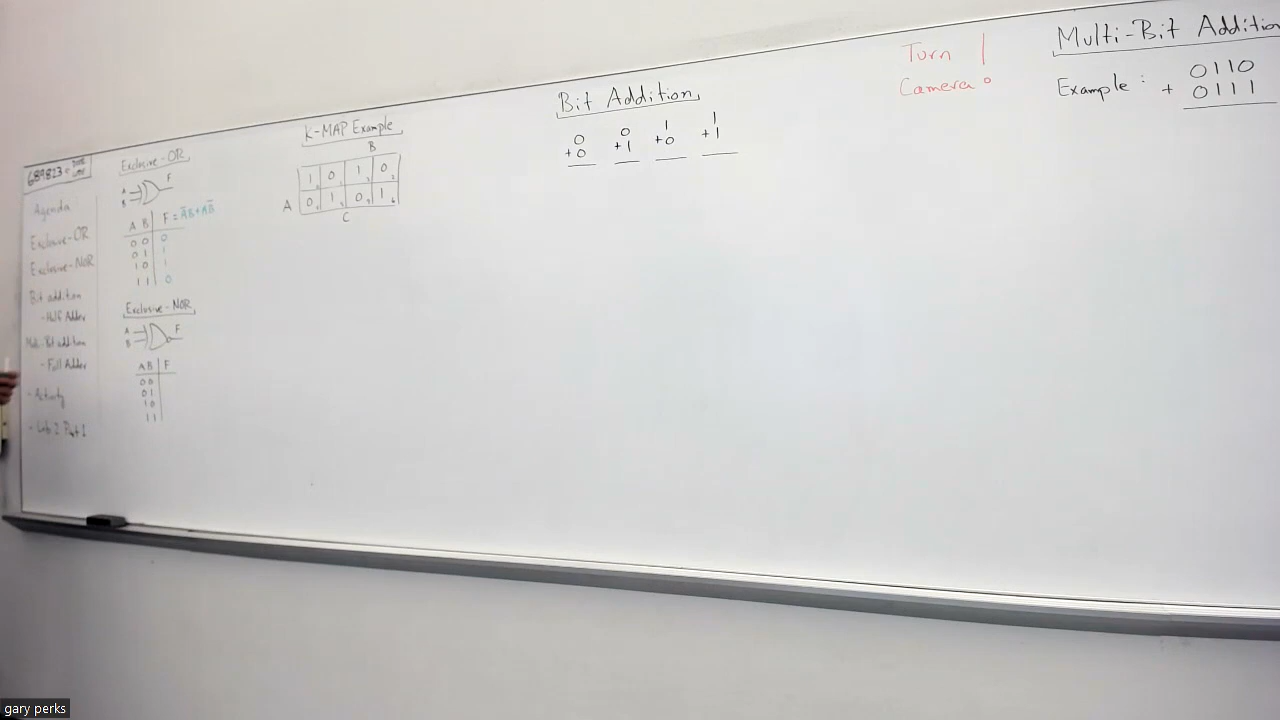 689823 =
Agenda
Exclusive-OR
Exclusive-NOR
Bit addition
- Half Adder
Multi-Bit addition
- Full Adder
- Activity
- Lab 2 Part 1
Exclusive-OR
A
B
F
A B F = A̅B + AB̅
0 0 0
0 1 1
1 0 1
1 1 0
Exclusive-NOR
A
B
F
A B F
0 0
0 1
1 0
1 1
K-MAP Example
B
1 0 1 0
A 0 1 0 1
C
Bit Addition
0 0 1 1
+0 +1 +0 +1
Turn
Camera
Multi-Bit Addition
Example: 0110
+ 0111
gary perks